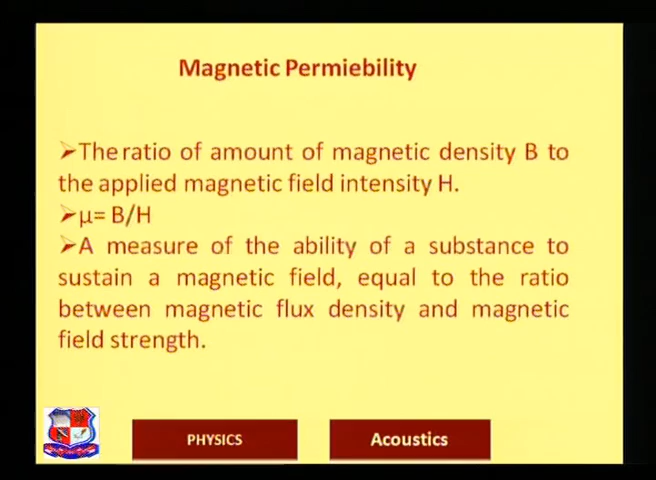 Magnetic Permiebility
➢The ratio of amount of magnetic density B to
the applied magnetic field intensity H.
➢μ= B/H
➢A measure of the ability of a substance to
sustain a magnetic field, equal to the ratio
between magnetic flux density and magnetic
field strength.
PHYSICS
Acoustics